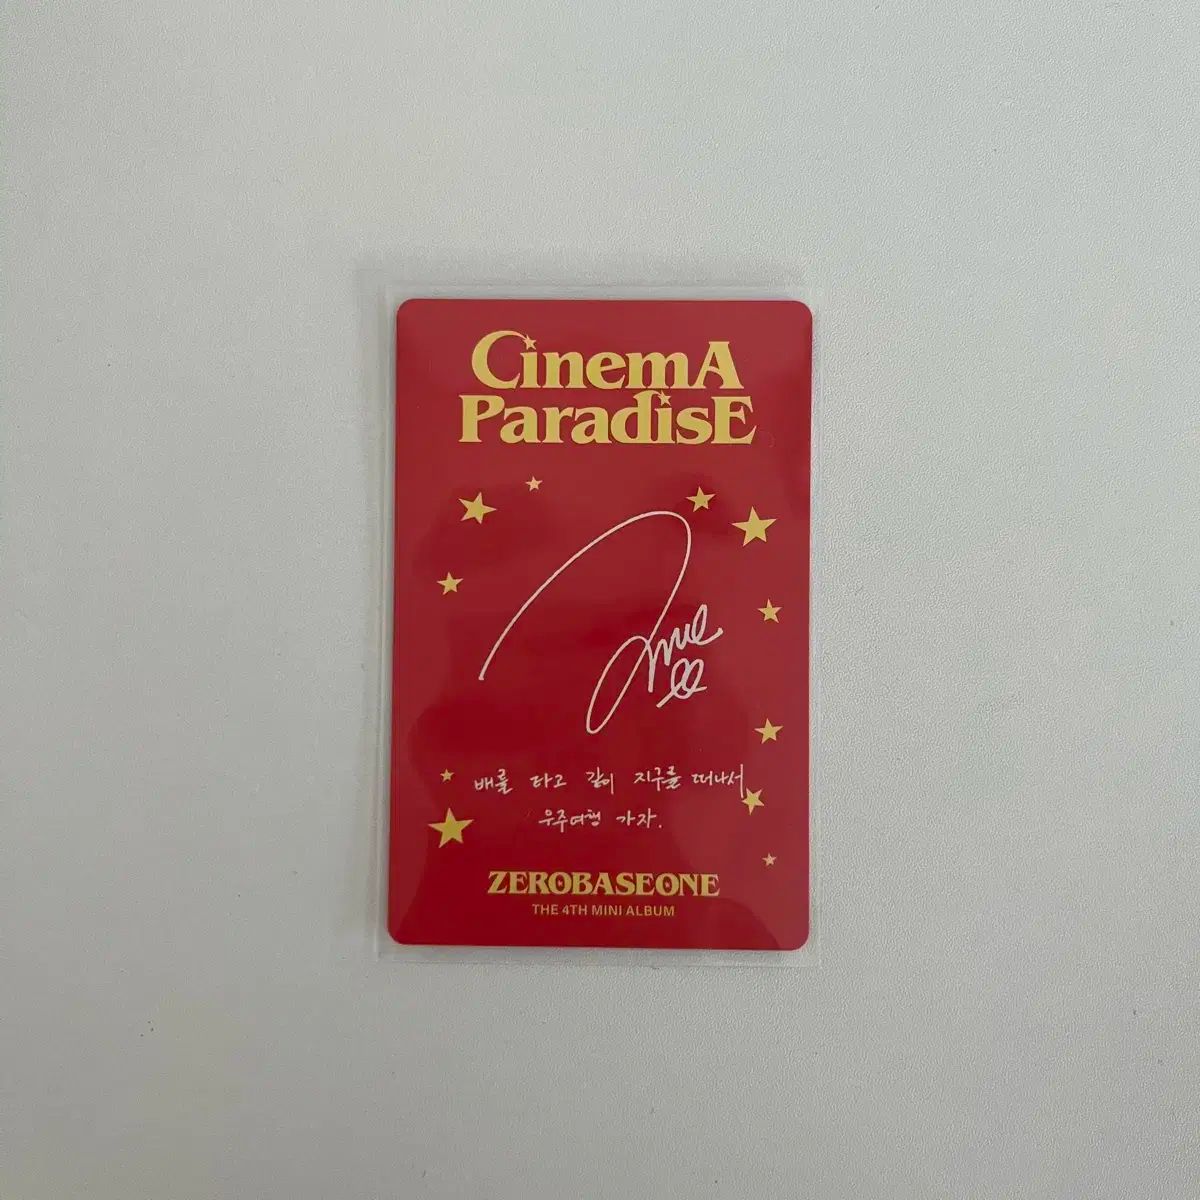 CinemA
ParadisE
배를 타고 같이 지구를 떠나서
우주여행 가자.
ZEROBASEONE
THE 4TH MINI ALBUM